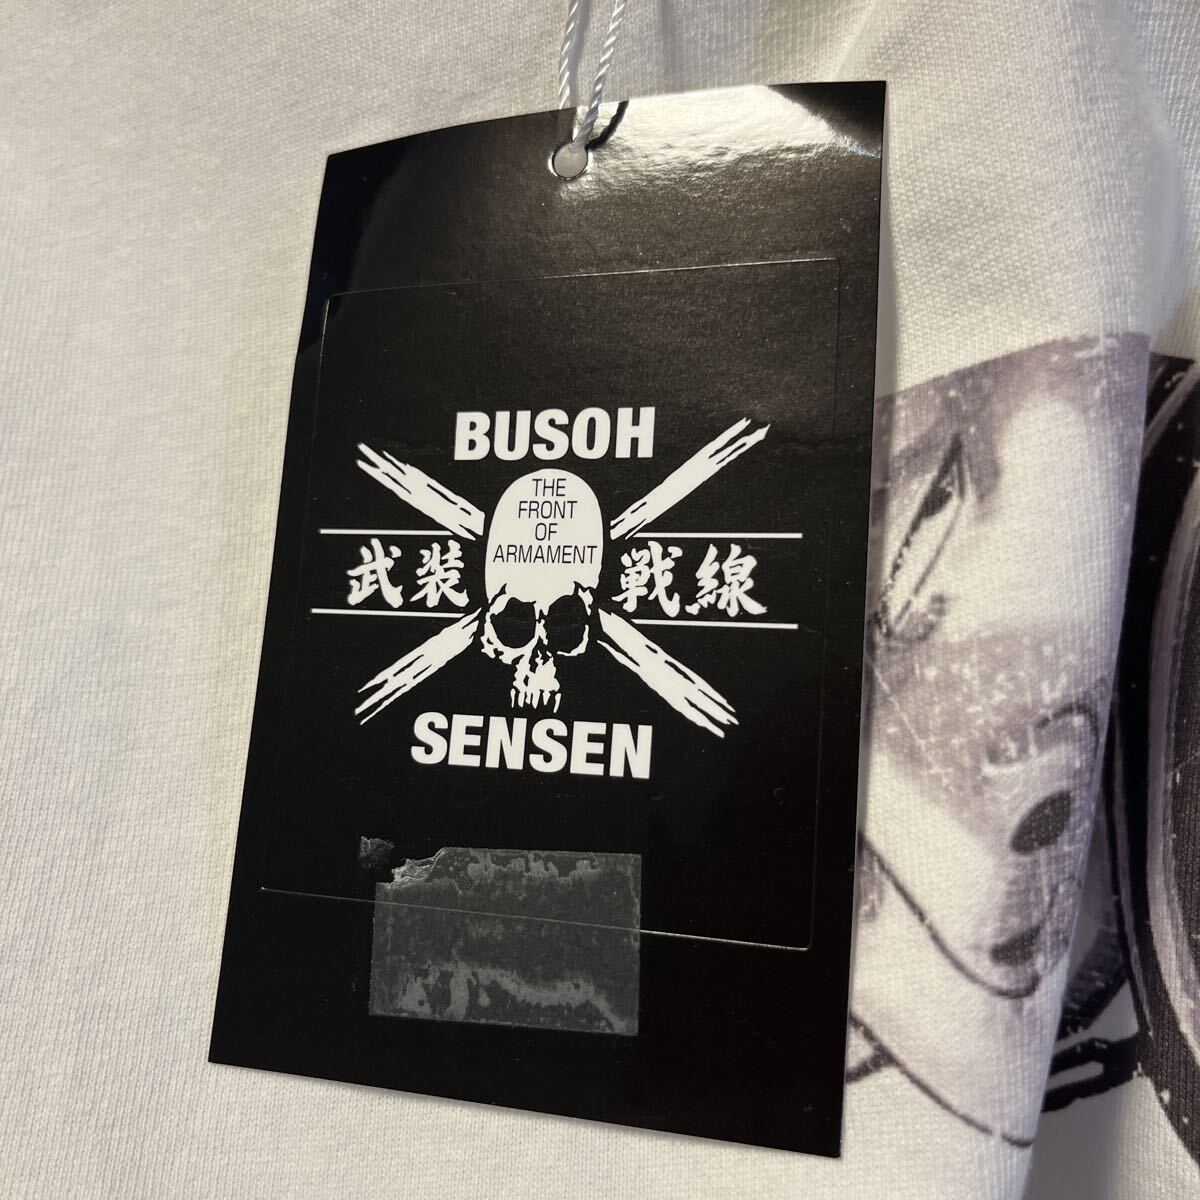 BUSOH
THE
FRONT
OF
ARMAMENT
武装 戦線
SENSEN